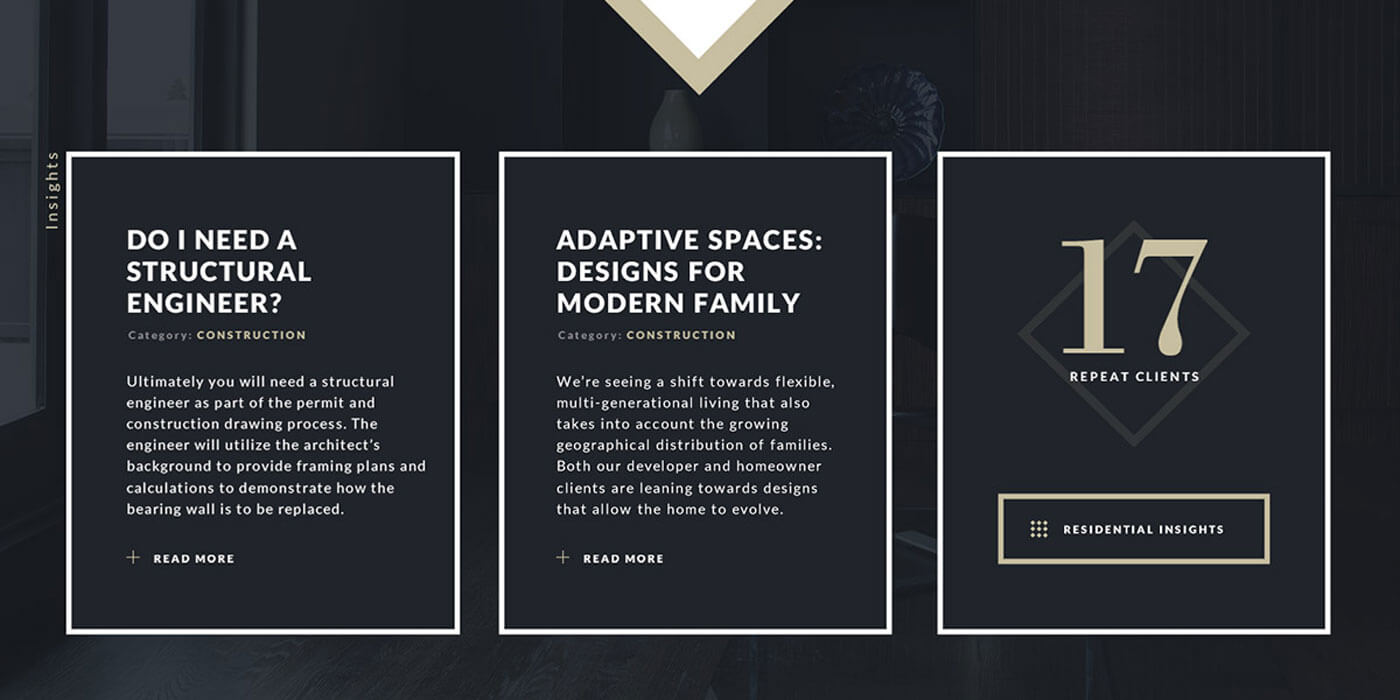 Insights
DO I NEED A
STRUCTURAL
ENGINEER?
Category: CONSTRUCTION
Ultimately you will need a structural
engineer as part of the permit and
construction drawing process. The
engineer will utilize the architect's
background to provide framing plans and
calculations to demonstrate how the
bearing wall is to be replaced.
READ MORE
ADAPTIVE SPACES:
DESIGNS FOR
MODERN FAMILY
Category: CONSTRUCTION
We're seeing a shift towards flexible,
multi-generational living that also
takes into account the growing
geographical distribution of families.
Both our developer and homeowner
clients are leaning towards designs
that allow the home to evolve.
READ MORE
17
REPEAT CLIENTS
RESIDENTIAL INSIGHTS